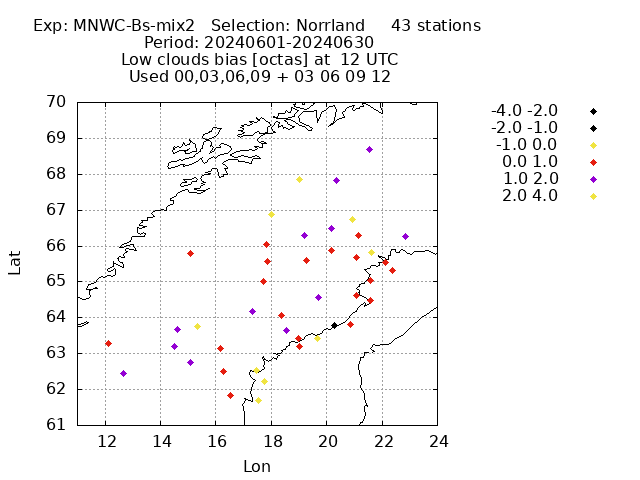 Exp: MNWC-Bs-mix2 Selection: Norrland 43 stations
Period: 20240601-20240630
Low clouds bias [octas] at 12 UTC
Used 00,03,06,09 + 03 06 09 12
70
69
68
67
66
65
64
63
62
61
Lat
12 14 16 18 20 22 24
Lon
-4.0 -2.0
-2.0 -1.0
-1.0 0.0
0.0 1.0
1.0 2.0
2.0 4.0